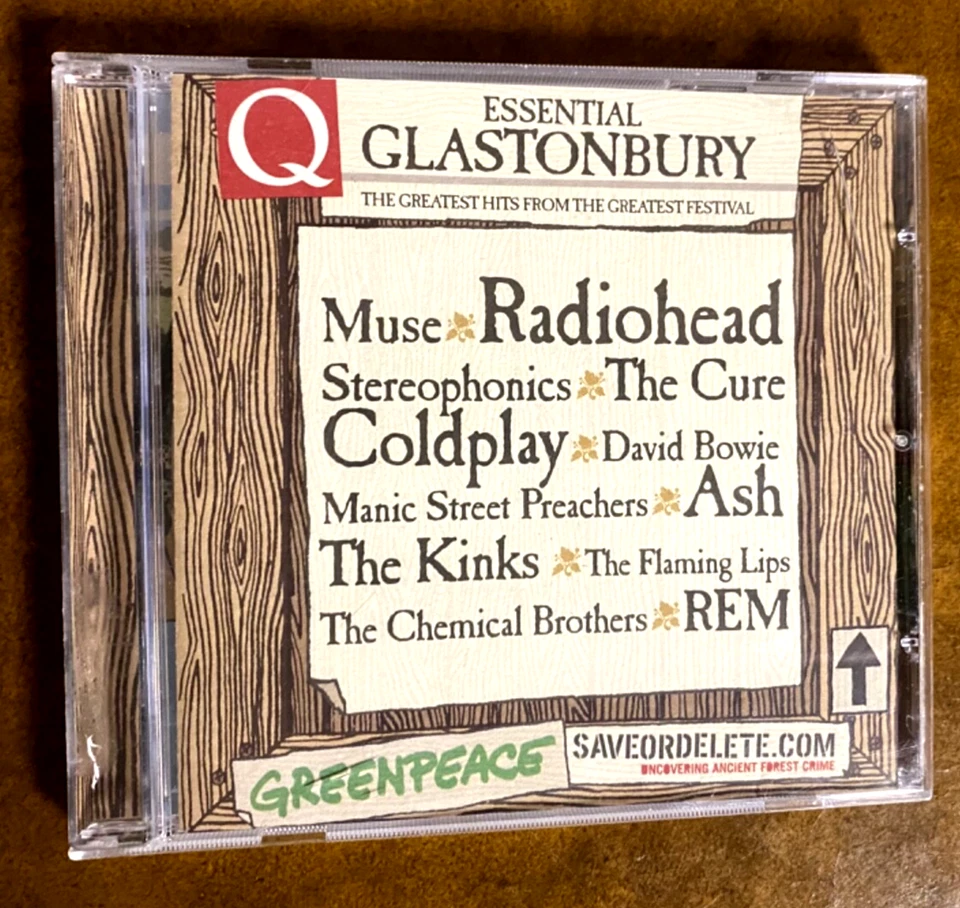 Q
ESSENTIAL
GLASTONBURY
THE GREATEST HITS FROM THE GREATEST FESTIVAL
Muse Radiohead
Stereophonics The Cure
Coldplay David Bowie
Manic Street Preachers Ash
The Kinks The Flaming Lips
The Chemical Brothers REM
GREENPEACE
SAVEORDELETE.COM
UNCOVERING ANCIENT FOREST CRIME